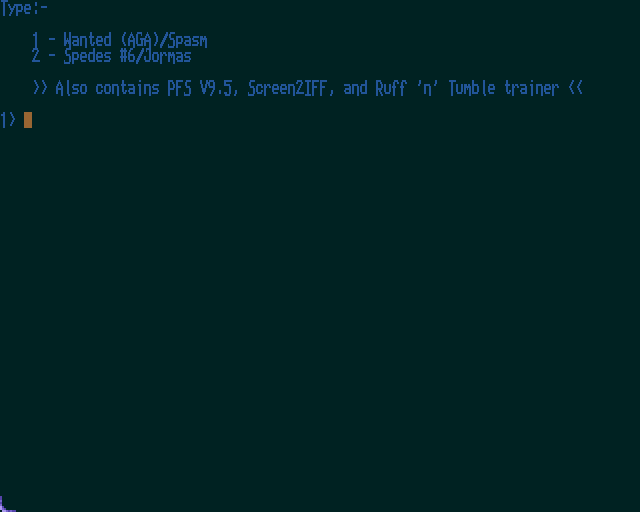 Type:-
1 - Wanted (AGA)/Spasm
2 - Spedes #6/Jormas
>> Also contains PFS V9.5, Screen2IFF, and Ruff 'n' Tumble trainer <<
1>